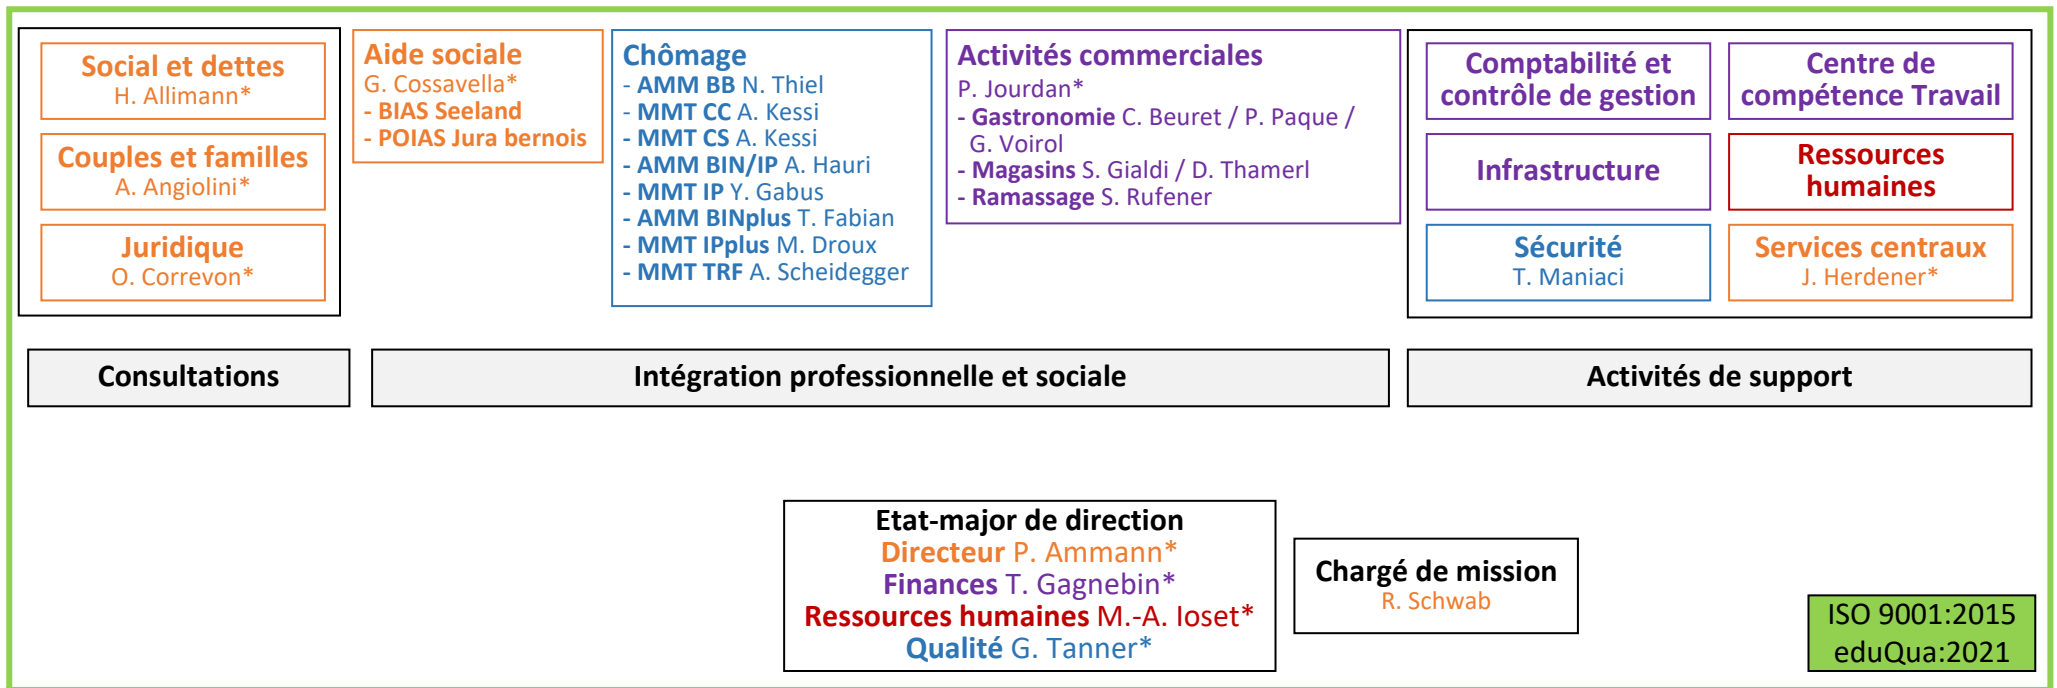 Social et dettes
H. Allimann*
Couples et familles
A. Angiolini*
Juridique
O. Correvon*
Aide sociale
G. Cossavella*
- BIAS Seeland
- POIAS Jura bernois
Chômage
- AMM BB N. Thiel
- MMT CC A. Kessi
- MMT CS A. Kessi
- AMM BIN/IP A. Hauri
- MMT IP Y. Gabus
- AMM BINplus T. Fabian
- MMT IPplus M. Droux
- MMT TRF A. Scheidegger
Activités commerciales
P. Jourdan*
- Gastronomie C. Beuret / P. Paque /
G. Voirol
- Magasins S. Gialdi / D. Thamerl
- Ramassage S. Rufener
Comptabilité et
contrôle de gestion
Centre de
compétence Travail
Infrastructure
Ressources
humaines
Sécurité
T. Maniaci
Services centraux
J. Herdener*
Consultations
Intégration professionnelle et sociale
Activités de support
Etat-major de direction
Directeur P. Ammann*
Finances T. Gagnebin*
Ressources humaines M.-A. Ioset*
Qualité G. Tanner*
Chargé de mission
R. Schwab
ISO 9001:2015
eduQua:2021